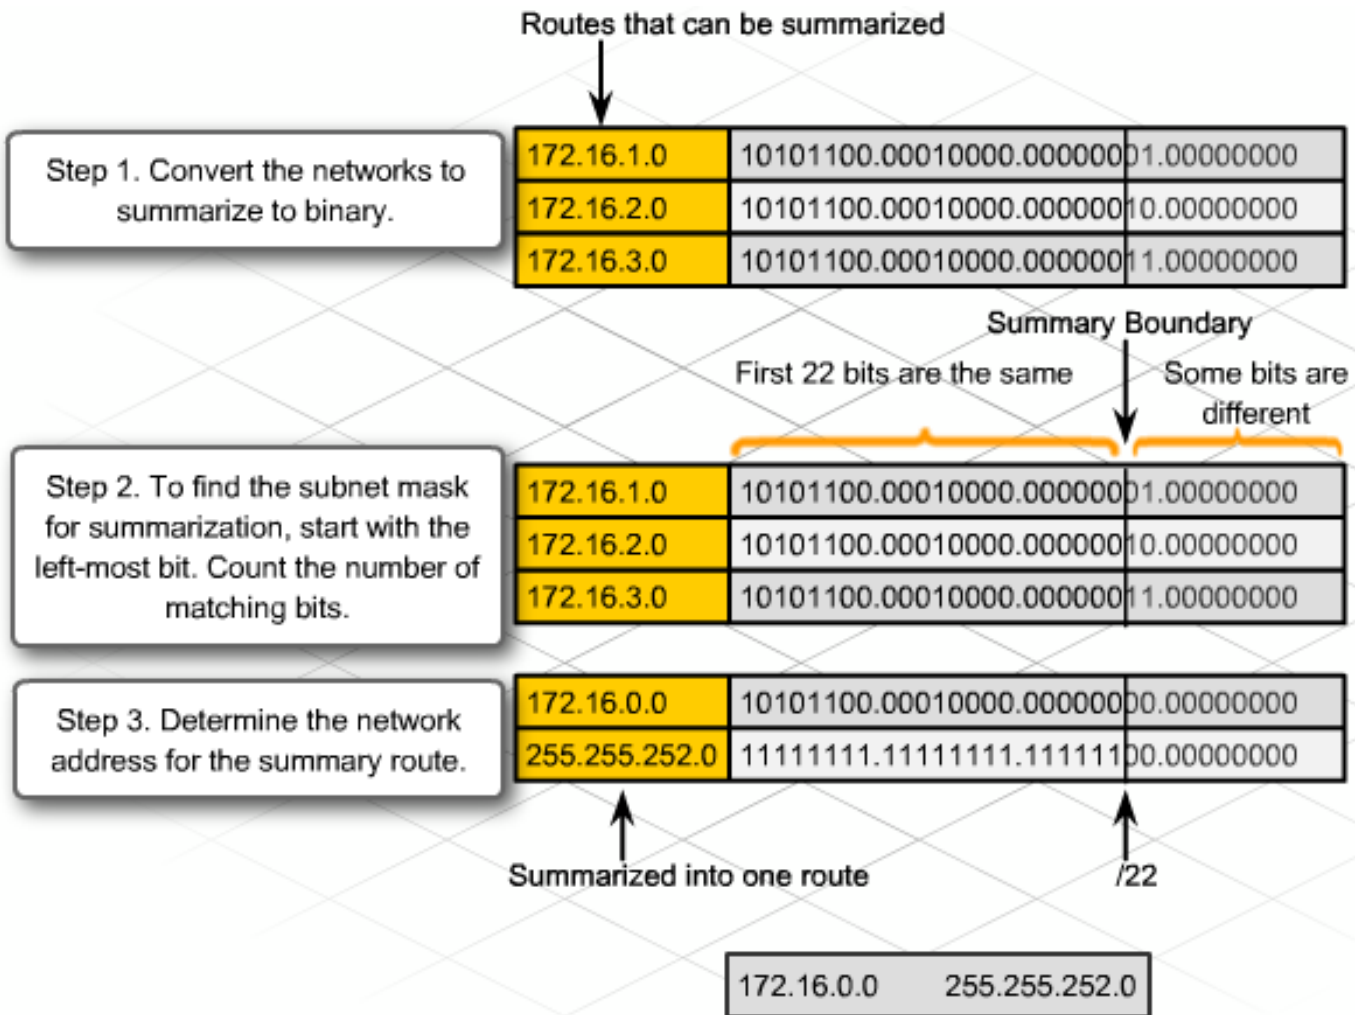 Routes that can be summarized
Step 1. Convert the networks to
summarize to binary.
172.16.1.0 10101100.00010000.00000001.00000000
172.16.2.0 10101100.00010000.00000010.00000000
172.16.3.0 10101100.00010000.00000011.00000000
Summary Boundary
First 22 bits are the same
Some bits are
different
Step 2. To find the subnet mask
for summarization, start with the
left-most bit. Count the number of
matching bits.
172.16.1.0 10101100.00010000.00000001.00000000
172.16.2.0 10101100.00010000.00000010.00000000
172.16.3.0 10101100.00010000.00000011.00000000
Step 3. Determine the network
address for the summary route.
172.16.0.0 10101100.00010000.00000000.00000000
255.255.252.0 11111111.11111111.11111100.00000000
Summarized into one route
/22
172.16.0.0 255.255.252.0